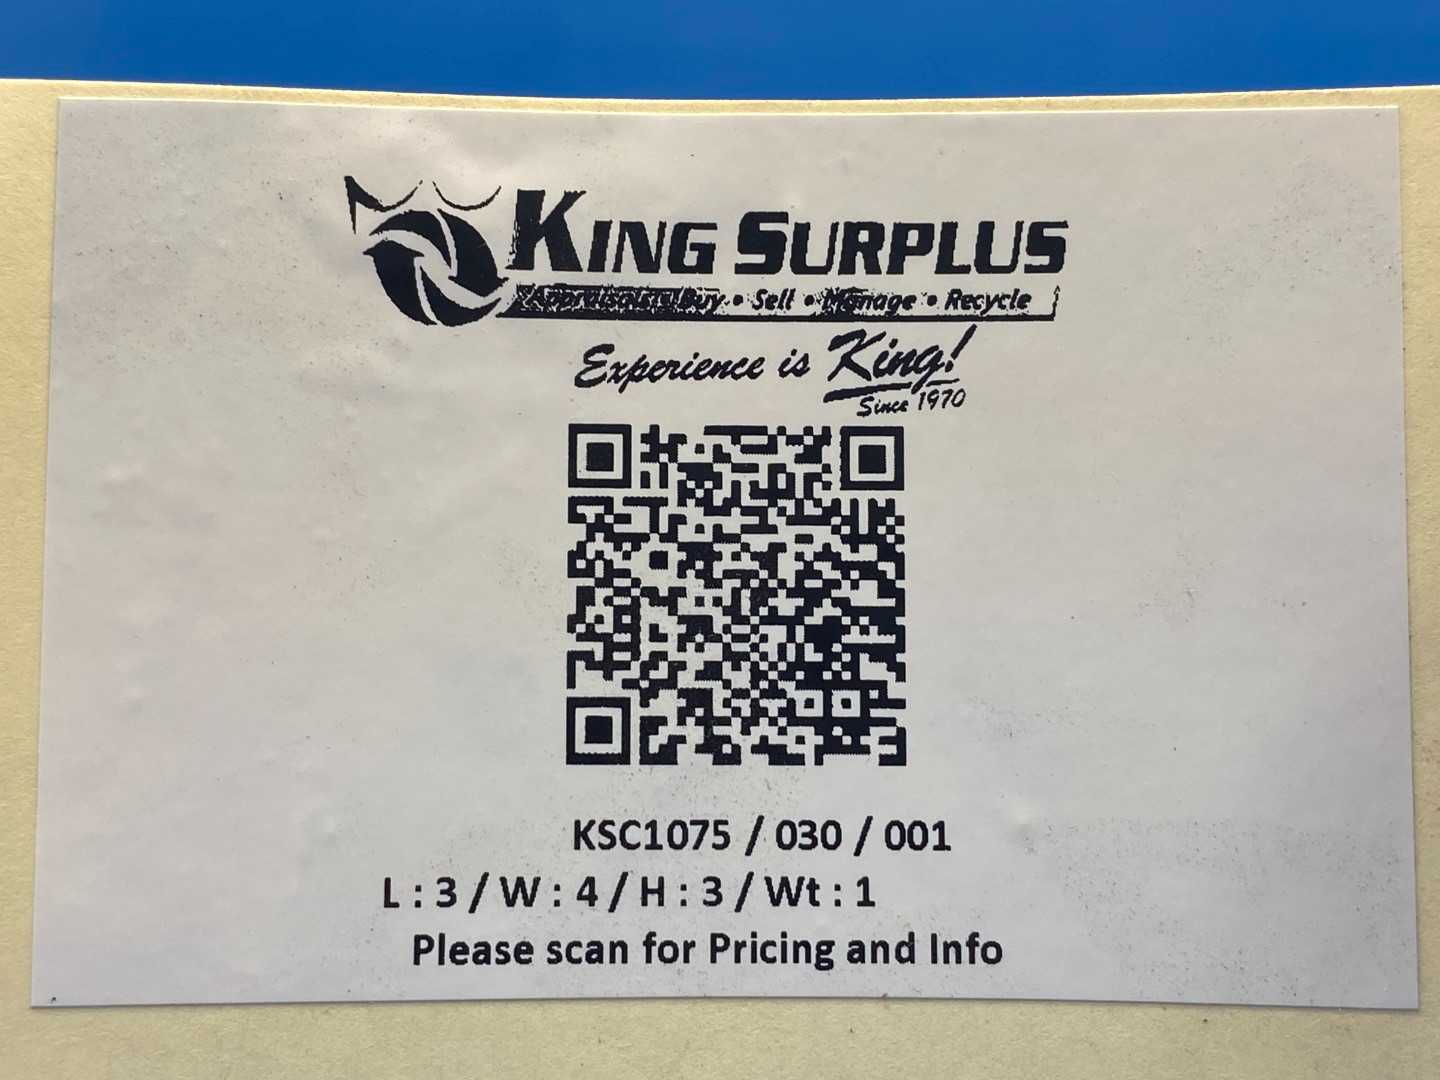 KING SURPLUS
Appraisals • Buy • Sell • Manage • Recycle
Experience is King!
Since 1970
KSC1075 / 030 / 001
L : 3 / W : 4 / H : 3 / Wt : 1
Please scan for Pricing and Info